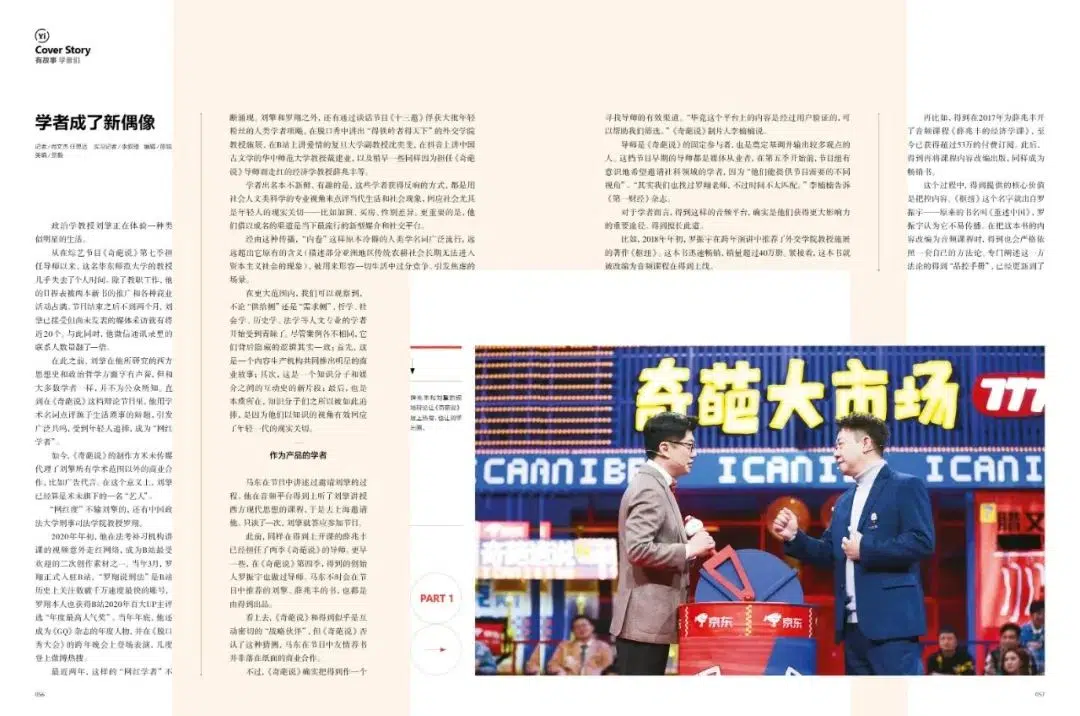 Yi
Cover Story
有故事 学者们
学者成了新偶像
政治学教授刘擎正在体验一种类
似明星的生活。
从在综艺节目《奇葩说》第七季担
任导师以来，这名华东师范大学的教授
几乎失去了个人时间。除了教职工作，他
的日程表被两本新书的推广和各种商业
活动占满。节目结束之后不到两个月，刘
擎已接受但尚未发表的媒体采访就有将
近20个。与此同时，他微信通讯录里的
联系人数量翻了一倍。
在此之前，刘擎在他所研究的西方
思想史和政治哲学方面享有声誉，但和
大多数学者一样，并不为公众所知。直
到在《奇葩说》这档辩论节目里，他用学
术名词点评颇了生活琐事的辩题，引发
广泛共鸣，受到年轻人追捧，成为“网红
学者”。
如今，《奇葩说》的制作方米未传媒
代理了刘擎所有学术范围以外的商业合
作，比如广告代言。在这个意义上，刘擎
已经算是米未旗下的一名“艺人”。
“网红度”不输刘擎的，还有中国政
法大学刑事司法学院教授罗翔。
2020年年初，他在法考补习机构讲
课的视频意外走红网络，成为B站最受
欢迎的二次创作素材之一。当年3月，罗
翔正式入驻B站。“罗翔说刑法”是B站
历史上关注数破千万速度最快的账号，
罗翔本人也获得B站2020年百大UP主评
选“年度最高人气奖”。当年年底，他还
成为《GQ》杂志的年度人物，并在《脱口
秀大会》的跨年晚会上登场表演，几度
登上微博热搜。
最近两年，这样的“网红学者”不
056
断涌现。刘擎和罗翔之外，还有通过谈话节目《十三邀》俘获大批年轻
粉丝的人类学者项飚，在脱口秀中讲出“得铁岭者得天下”的外交学院
教授施展，在B站上讲爱情的复旦大学副教授沈奕斐，在抖音上讲中国
古文学的华中师范大学教授戴建业，以及稍早一些同样因为担任《奇葩
说》导师而走红的经济学教授薛兆丰等。
学者出名本不新鲜。有趣的是，这些学者获得反响的方式，都是用
社会人文类科学的专业视角来点评当代生活和社会现象，回应社会尤其
是年轻人的现实关切——比如加班、买房、性别差异。更重要的是，他
们借以成名的渠道是当下最流行的新型媒介和社交平台。
经由这种传播，“内卷”这样原本冷僻的人类学名词广泛流行，远
远超出它原有的含义（描述部分亚洲地区传统农耕社会长期无法进入
资本主义社会的现象），被用来形容一切生活中过分竞争、引发焦虑的
场景。
在更大范围内，我们可以观察到，
不论“供给侧”还是“需求侧”，哲学、社
会学、历史学、法学等人文专业的学者
开始受到青睐了。尽管案例各不相同，它
们背后隐藏的逻辑其实一致：首先，这
是一个内容生产机构共同推出明星的商
业故事；其次，这是一个知识分子和媒
介之间的互动史的新片段；最后，也是
本质所在，知识分子们之所以被如此追
捧，是因为他们以知识的视角有效回应
了年轻一代的现实关切。
作为产品的学者
马东在节目中讲述过邀请刘擎的过
程，他在音频平台得到上听了刘擎讲授
西方现代思想的课程，于是去上海邀请
他。只谈了一次，刘擎就答应参加节目。
此前，同样在得到上开课的薛兆丰
已经担任了两季《奇葩说》的导师。更早
一些，在《奇葩说》第四季，得到的创始
人罗振宇也做过导师。马东不时会在节
目中推荐的刘擎、薛兆丰的书，也都是
由得到出品。
看上去，《奇葩说》和得到似乎是互
动密切的“战略伙伴”，但《奇葩说》否
认了这种猜测，马东在节目中友情荐书
并非落在纸面的商业合作。
不过，《奇葩说》确实把得到作一个
PART 1
寻找导师的有效渠道。“毕竟这个平台上的内容是经过用户验证的，可
以帮助我们筛选。”《奇葩说》制片人李楠楠说。
导师是《奇葩说》的固定参与者，也是奠定基调并输出较多观点的
人。这档节目早期的导师都是媒体从业者，在第五季开始前，节目组有
意识地希望邀请社科领域的学者，因为“他们能提供节目需要的不同
视角”。“其实我们也找过罗翔老师，不过时间不太匹配。”李楠楠告诉
《第一财经》杂志。
对于学者而言，得到这样的音频平台，确实是他们获得更大影响力
的重要途径。得到擅长此道。
比如，2018年年初，罗振宇在跨年演讲中推荐了外交学院教授施展
的著作《枢纽》。这本书迅速畅销，销量超过40万册。紧接着，这本书就
被改编为音频课程在得到上线。
再比如，得到在2017年为薛兆丰开
了音频课程《薛兆丰的经济学课》，至
今已获得超过53万的付费订阅。此后，
得到再将课程内容改编出版，同样成为
畅销书。
这个过程中，得到提供的核心价值
是把控内容。《枢纽》这个名字就出自罗
振宇——原来的书名叫《重述中国》，罗
振宇认为它不易传播。在把这本书的内
容改编为音频课程时，得到也会严格依
照一套自己的方法论。专门阐述这一方
法论的得到“品控手册”，已经更新到了
奇葩大市场
777
ICANNIBE
ICANI
ICANI
腊
京东
京东
057